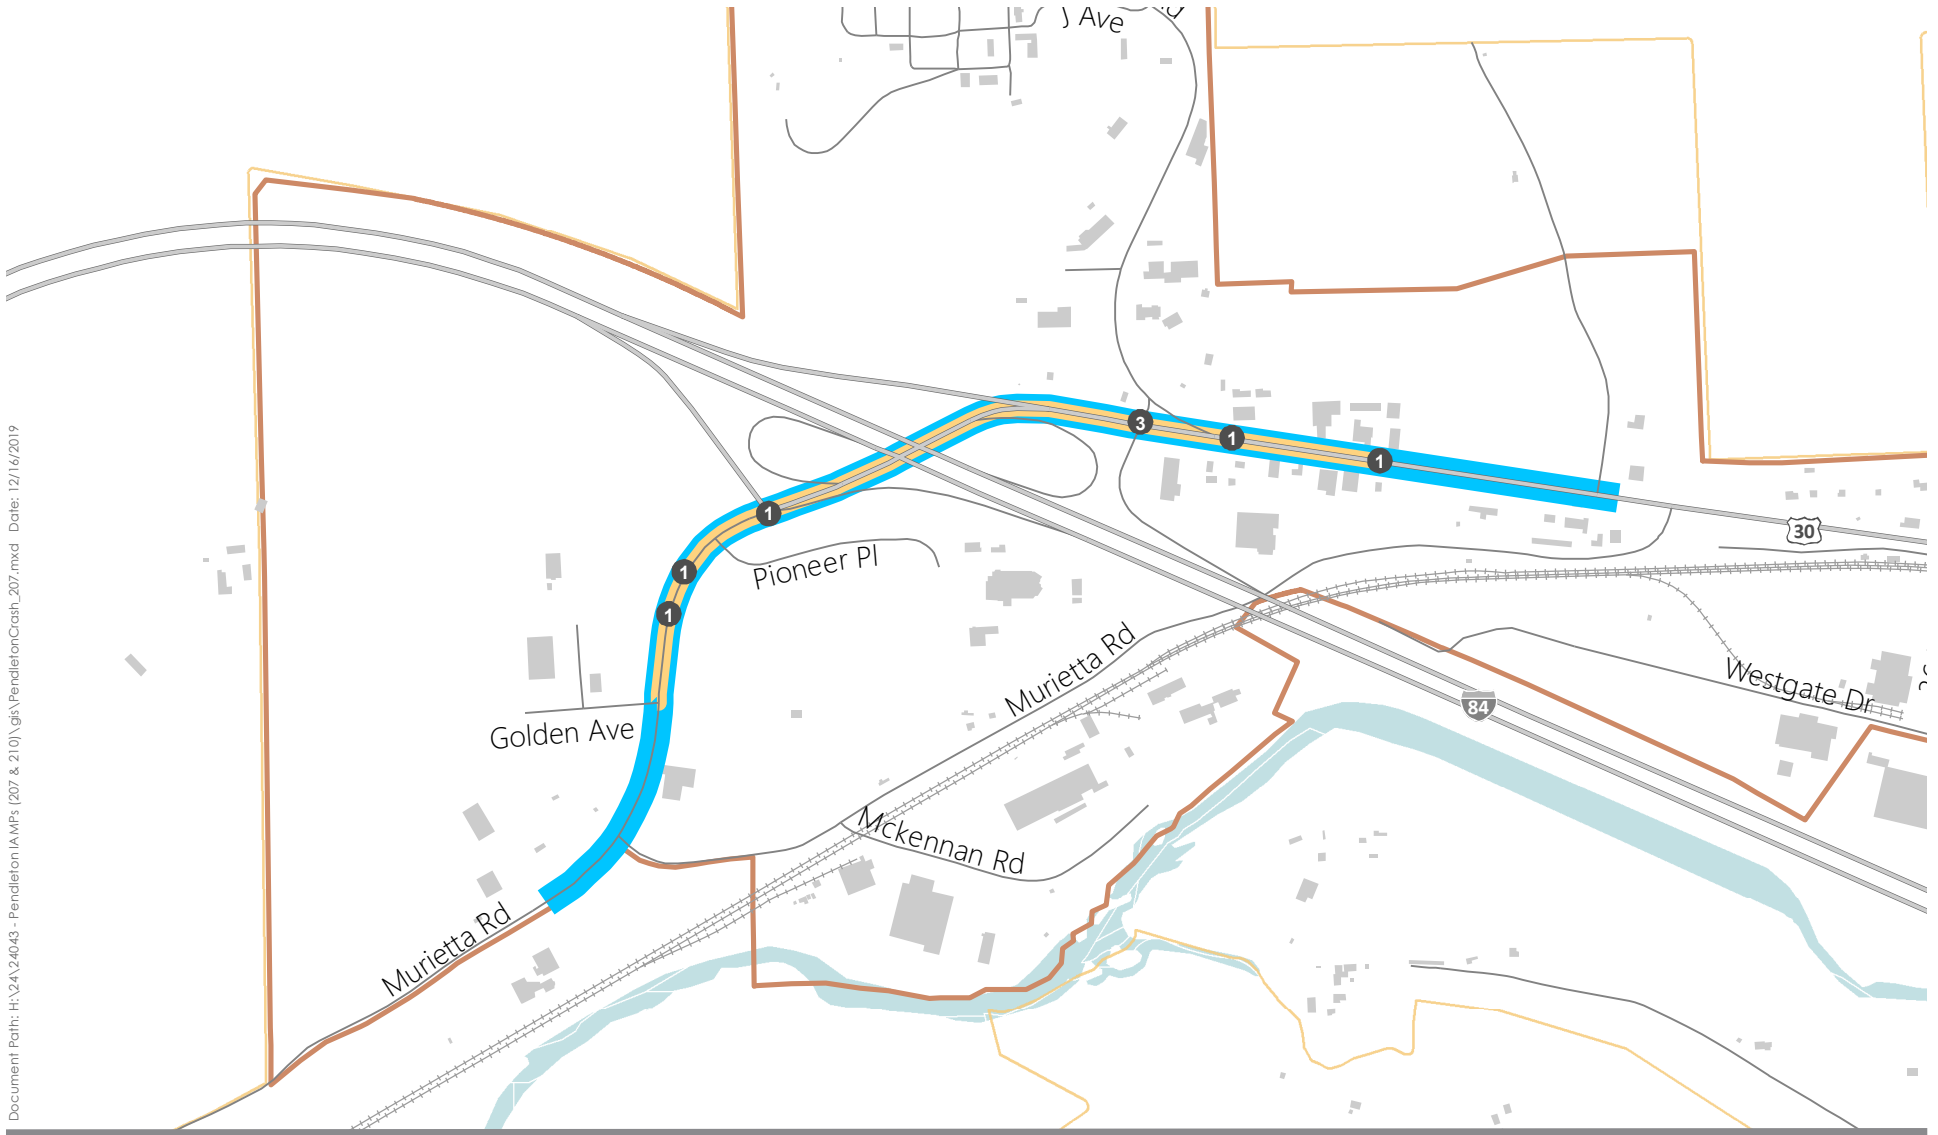 J Ave
3
1
1
30
1
Pioneer Pl
1
1
Murietta Rd
Westgate Dr
84
Golden Ave
Mckennan Rd
Murietta Rd
Document Path: H:\24\24043 - Pendleton IAMPs (207 & 210)\gis\PendletonCrash_207.mxd Date: 12/16/2019